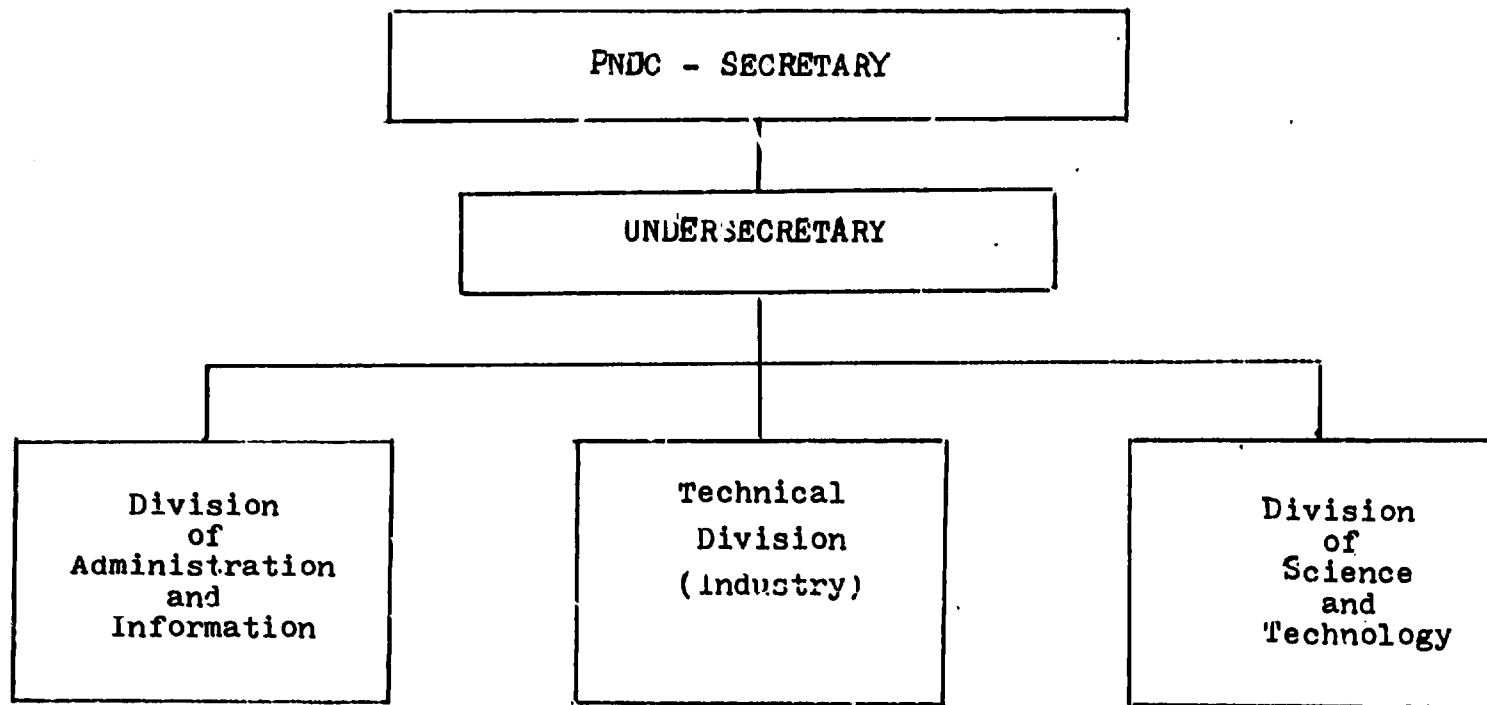 PNDC - SECRETARY
UNDERSECRETARY
Division
of
Administration
and
Information
Technical
Division
(Industry)
Division
of
Science
and
Technology